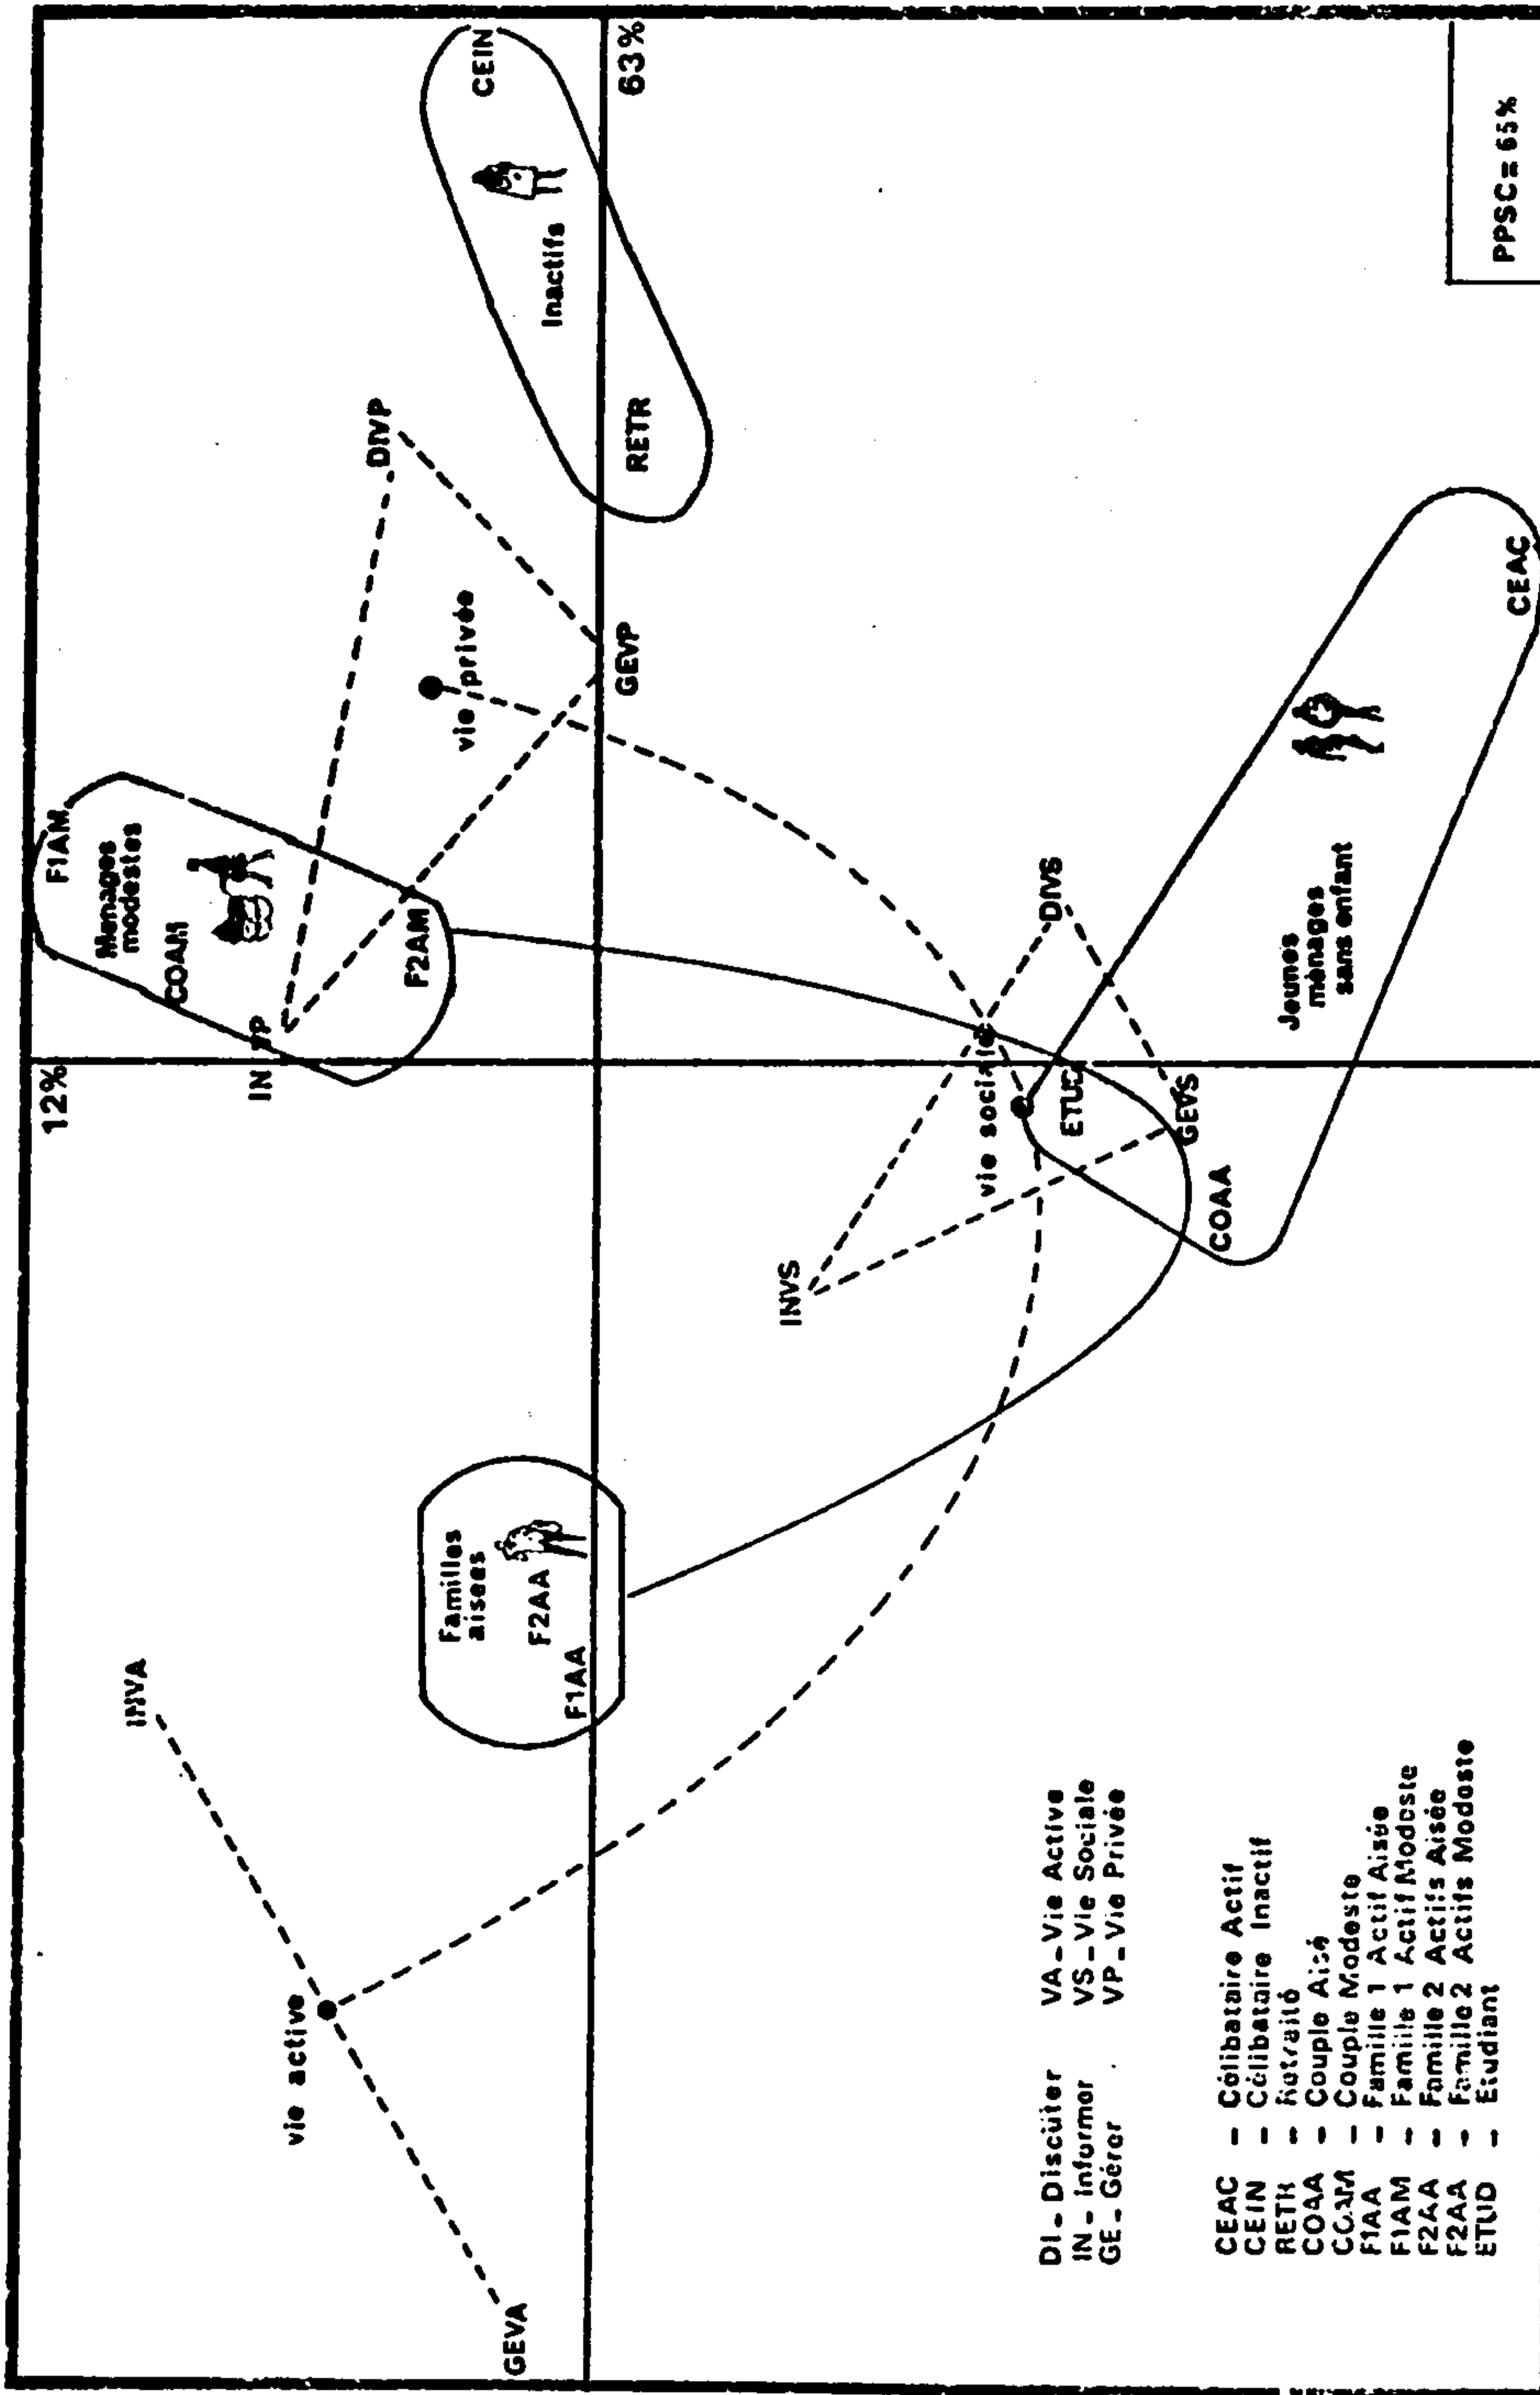 12%
F1AM
Menages
modestes
COAM
IN VP
F2AM
DIVP
vie privée
GEVP
CEIN
Inactifs
RETR
63%
INVA
vie active
GEVA
Familles
aisees
F2AA
F1AA
INVS
vie sociale
DIVS
ETUD
GEVS
COAA
Jeunes
ménages
sans enfant
CEAC
PPSC = 65%
DI - Discuter
IN - Informer
GE - Gérer
VA - Vie Active
VS - Vie Sociale
VP - Vie Privée
CEAC - Célibataire Actif
CEIN - Célibataire Inactif
RETR - Retraité
COAA - Couple Aisé
COAM - Couple Modeste
F1AA - Famille 1 Actif Aisée
F1AM - Famille 1 Actif Modeste
F2AA - Famille 2 Actifs Aisée
F2AA - Famille 2 Actifs Modeste
ETUD - Etudiant